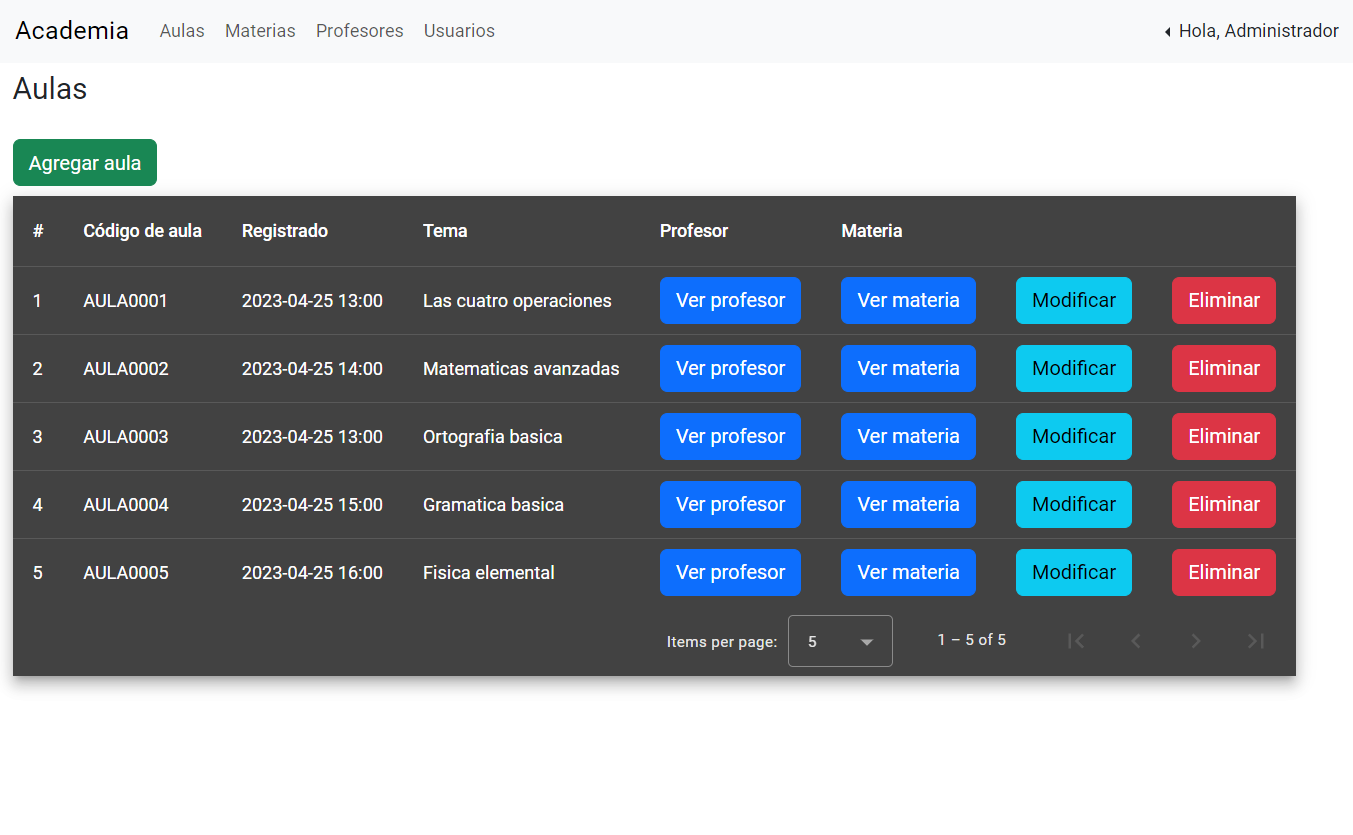 Academia Aulas Materias Profesores Usuarios Hola, Administrador
Aulas
Agregar aula
# Código de aula Registrado Tema Profesor Materia
1 AULA0001 2023-04-25 13:00 Las cuatro operaciones Ver profesor Ver materia Modificar Eliminar
2 AULA0002 2023-04-25 14:00 Matematicas avanzadas Ver profesor Ver materia Modificar Eliminar
3 AULA0003 2023-04-25 13:00 Ortografia basica Ver profesor Ver materia Modificar Eliminar
4 AULA0004 2023-04-25 15:00 Gramatica basica Ver profesor Ver materia Modificar Eliminar
5 AULA0005 2023-04-25 16:00 Fisica elemental Ver profesor Ver materia Modificar Eliminar
Items per page: 5 1 – 5 of 5